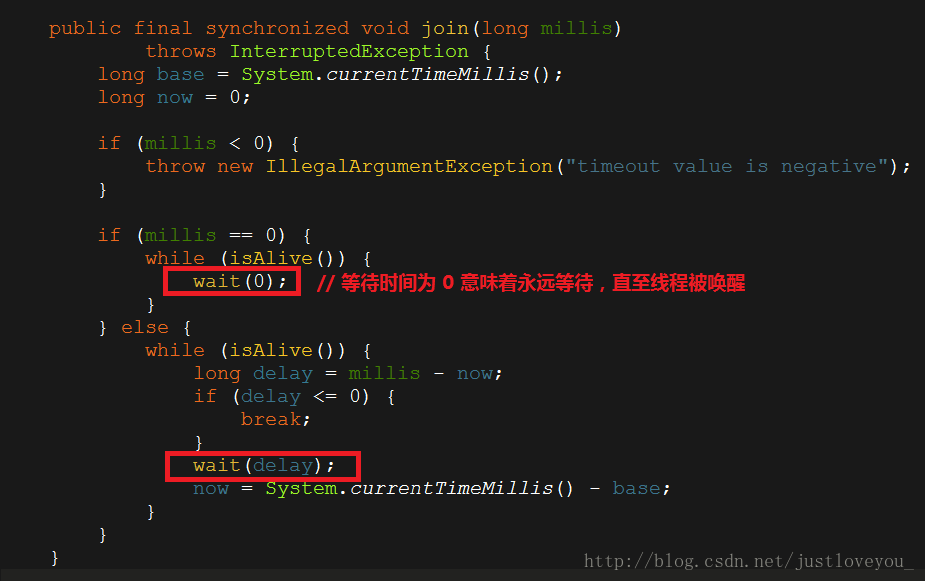 public final synchronized void join(long millis)
throws InterruptedException {
long base = System.currentTimeMillis();
long now = 0;
if (millis < 0) {
throw new IllegalArgumentException("timeout value is negative");
}
if (millis == 0) {
while (isAlive()) {
wait(0); // 等待时间为 0 意味着永远等待，直至线程被唤醒
}
} else {
while (isAlive()) {
long delay = millis - now;
if (delay <= 0) {
break;
}
wait(delay);
now = System.currentTimeMillis() - base;
}
}
}
http://blog.csdn.net/justloveyou_